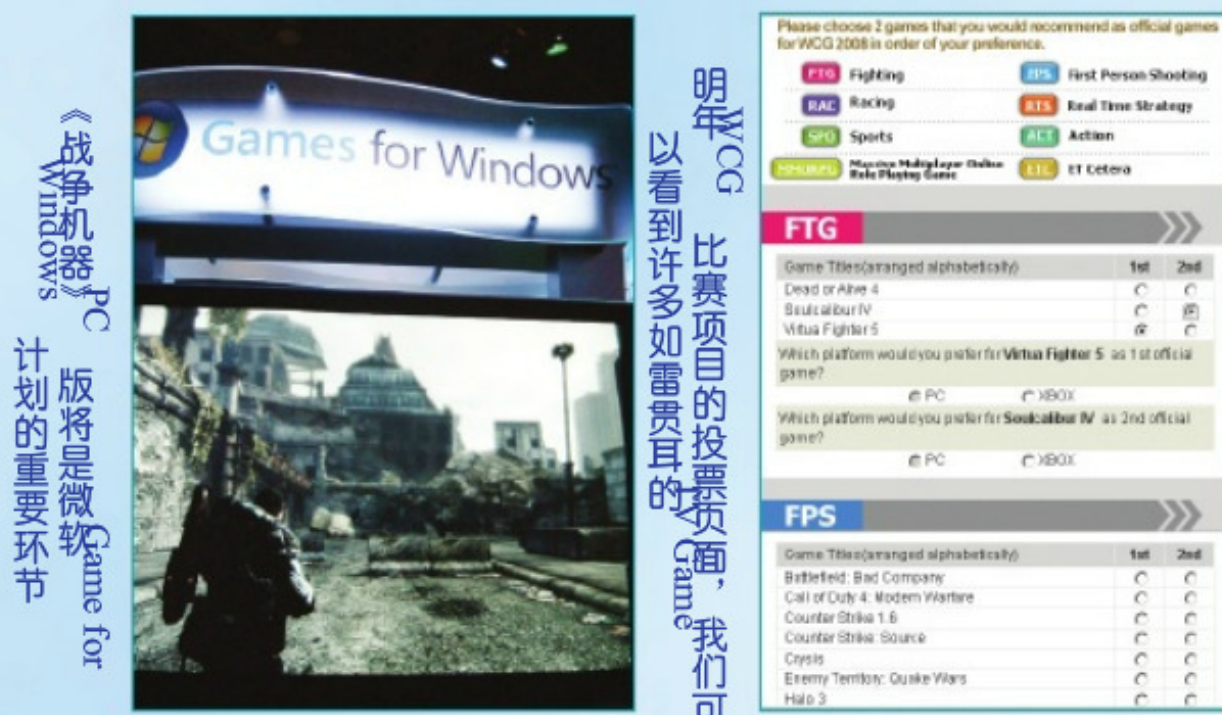 《战争机器》PC版将是微软Game for Windows
计划的重要环节
Games for Windows
明年WCG比赛项目的投票页面，我们可
以看到许多如雷贯耳的TV Game
Please choose 2 games that you would recommend as official games
for WCG 2008 in order of your preference.
FTG Fighting
FPS First Person Shooting
RAC Racing
RTS Real Time Strategy
SPO Sports
ACT Action
MMORPG Massive Multiplayer Online
Role Playing Game
ETC ET Cetera
FTG
Game Titles(arranged alphabetically) 1st 2nd
Dead or Alive 4
Soulcalibur IV
Virtua Fighter 5
Which platform would you prefer for Virtua Fighter 5 as 1st official
game?
PC XBOX
Which platform would you prefer for Soulcalibur IV as 2nd official
game?
PC XBOX
FPS
Game Titles(arranged alphabetically) 1st 2nd
Battlefield: Bad Company
Call of Duty 4: Modern Warfare
Counter Strike 1.6
Counter Strike: Source
Crysis
Enemy Territory: Quake Wars
Halo 3